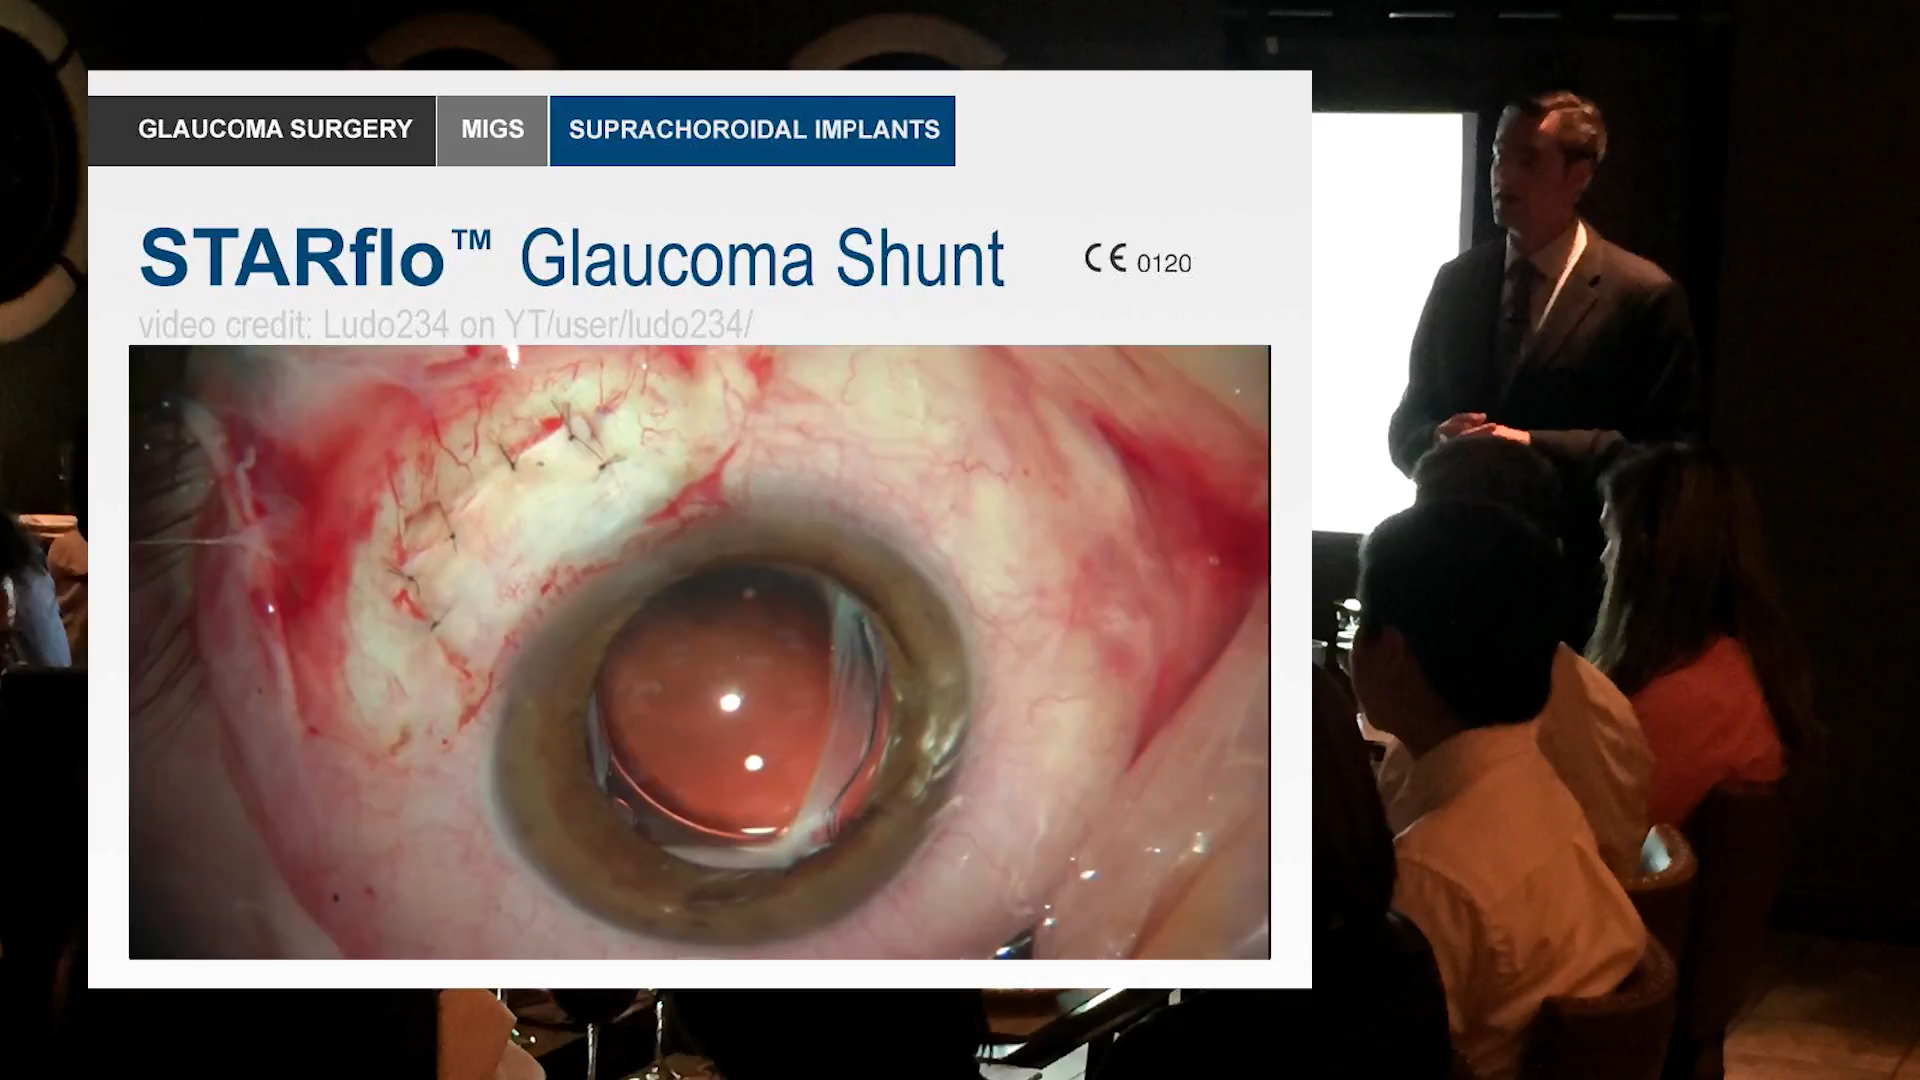 GLAUCOMA SURGERY MIGS SUPRACHOROIDAL IMPLANTS
STARflo™ Glaucoma Shunt CE 0120
video credit: Ludo234 on YT/user/ludo234/